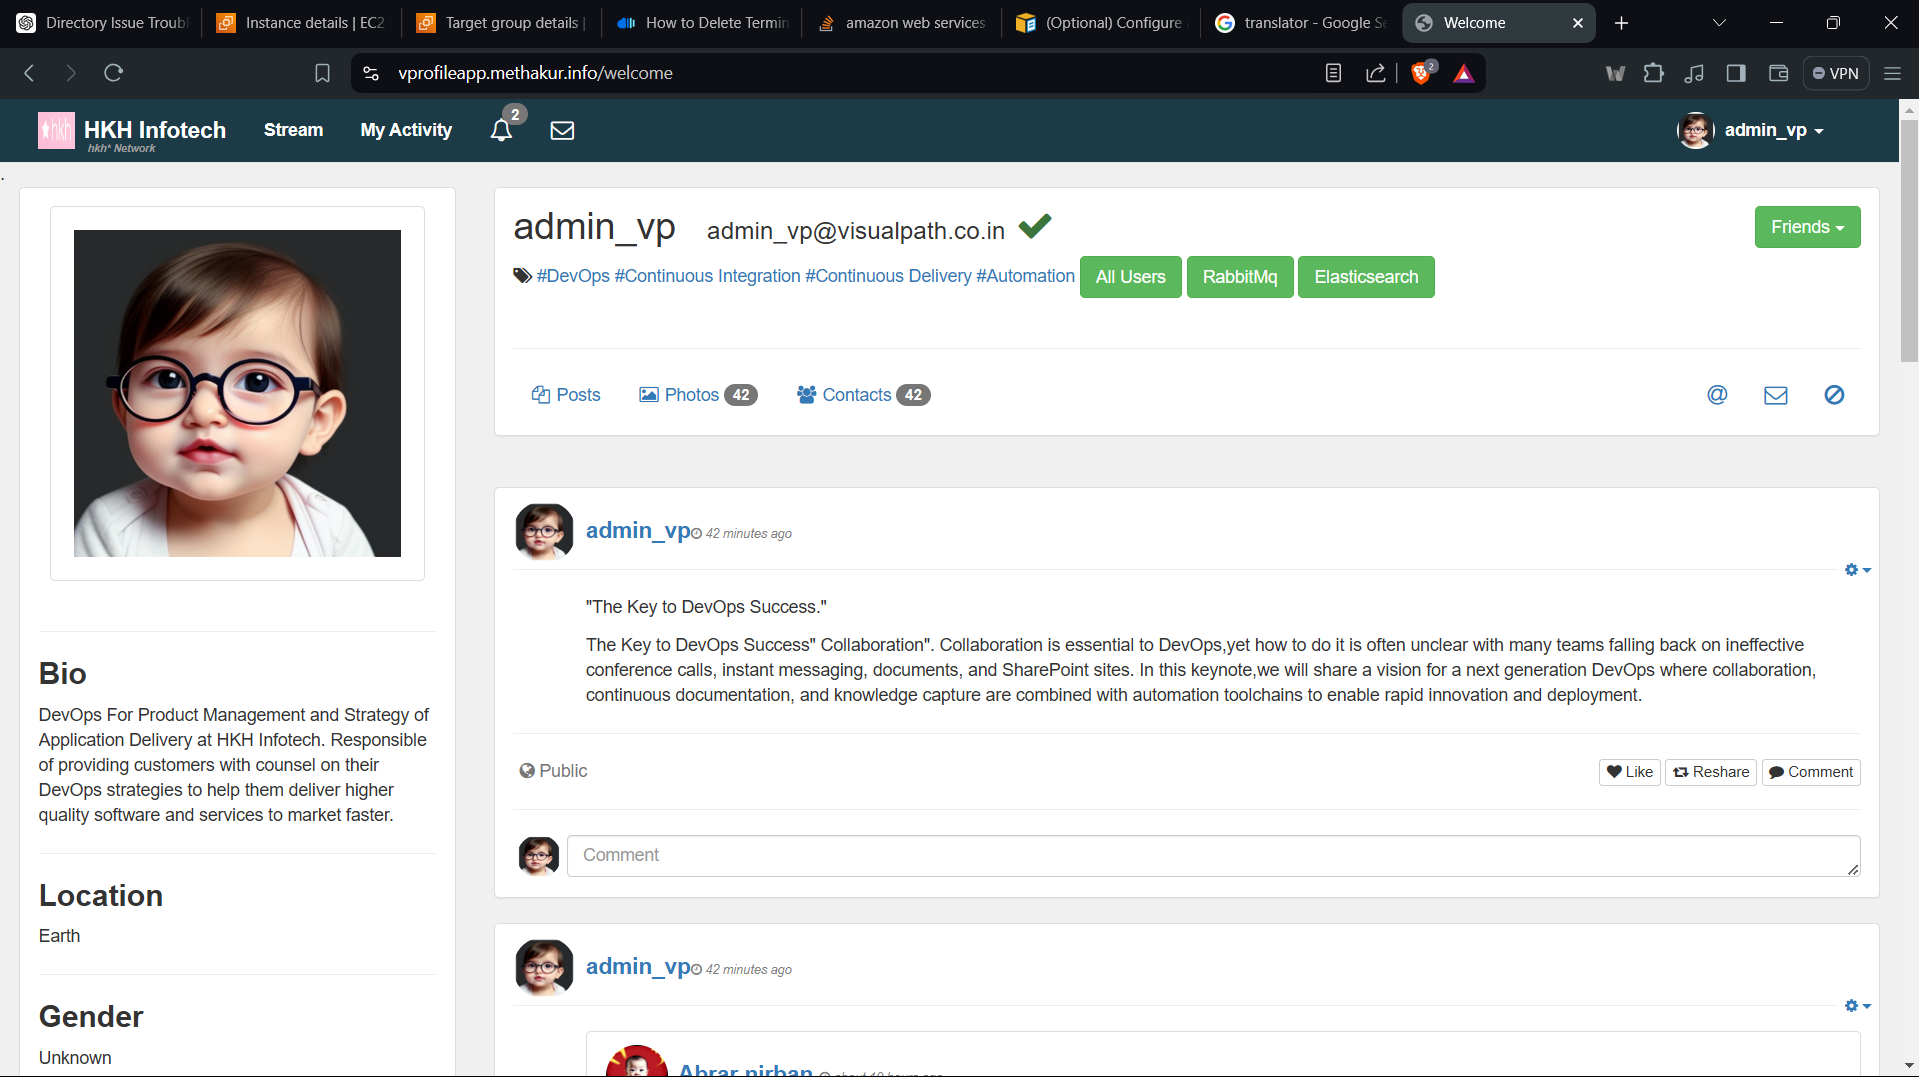 Directory Issue Troubl
Instance details | EC2
Target group details |
How to Delete Termin
amazon web services
(Optional) Configure
translator - Google Se
Welcome
vprofileapp.methakur.info/welcome
2
VPN
hkh
HKH Infotech
hkh* Network
Stream
My Activity
2
admin_vp
.
admin_vp
admin_vp@visualpath.co.in
Friends
#DevOps #Continuous Integration #Continuous Delivery #Automation
All Users
RabbitMq
Elasticsearch
Posts
Photos 42
Contacts 42
@
Bio
DevOps For Product Management and Strategy of
Application Delivery at HKH Infotech. Responsible
of providing customers with counsel on their
DevOps strategies to help them deliver higher
quality software and services to market faster.
Location
Earth
Gender
Unknown
admin_vp 42 minutes ago
"The Key to DevOps Success."
The Key to DevOps Success" Collaboration". Collaboration is essential to DevOps,yet how to do it is often unclear with many teams falling back on ineffective
conference calls, instant messaging, documents, and SharePoint sites. In this keynote,we will share a vision for a next generation DevOps where collaboration,
continuous documentation, and knowledge capture are combined with automation toolchains to enable rapid innovation and deployment.
Public
Like
Reshare
Comment
Comment
admin_vp 42 minutes ago
Abrar nirban about 10 hours ago